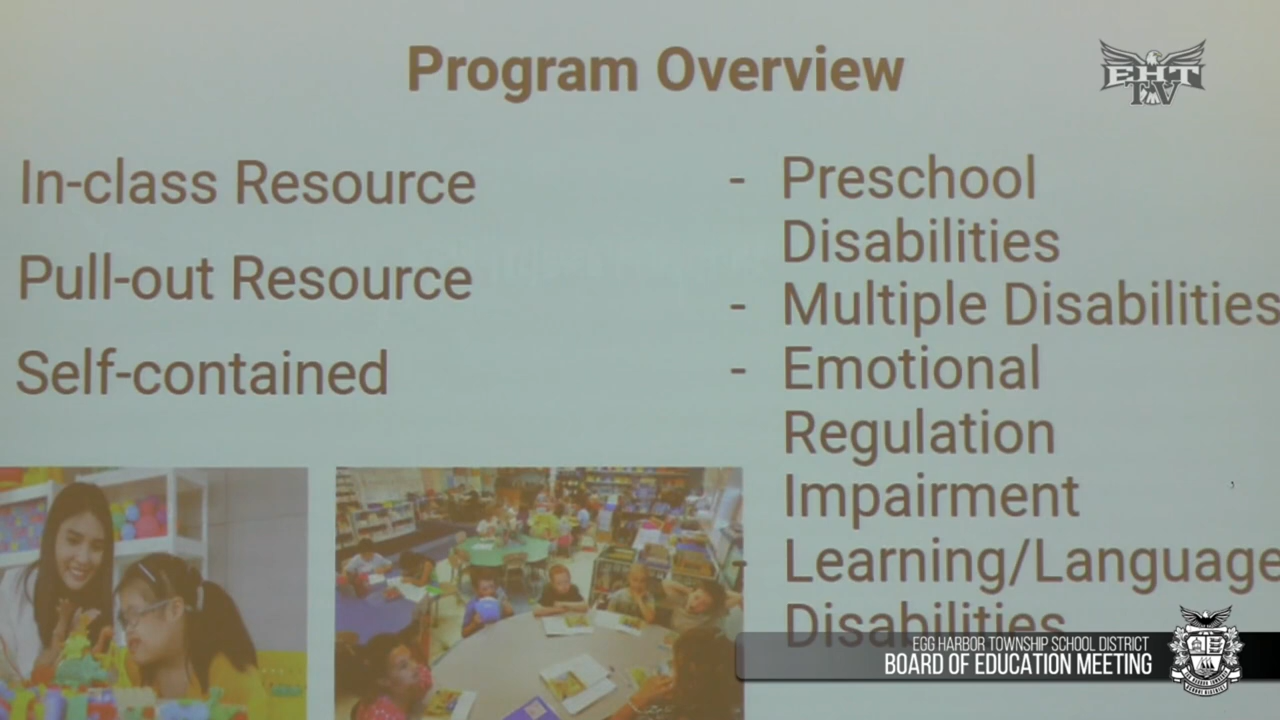 Program Overview
EHT
TV
In-class Resource
Pull-out Resource
Self-contained
- Preschool
Disabilities
- Multiple Disabilities
- Emotional
Regulation
Impairment
- Learning/Language
Disabilities
EGG HARBOR TOWNSHIP SCHOOL DISTRICT
BOARD OF EDUCATION MEETING